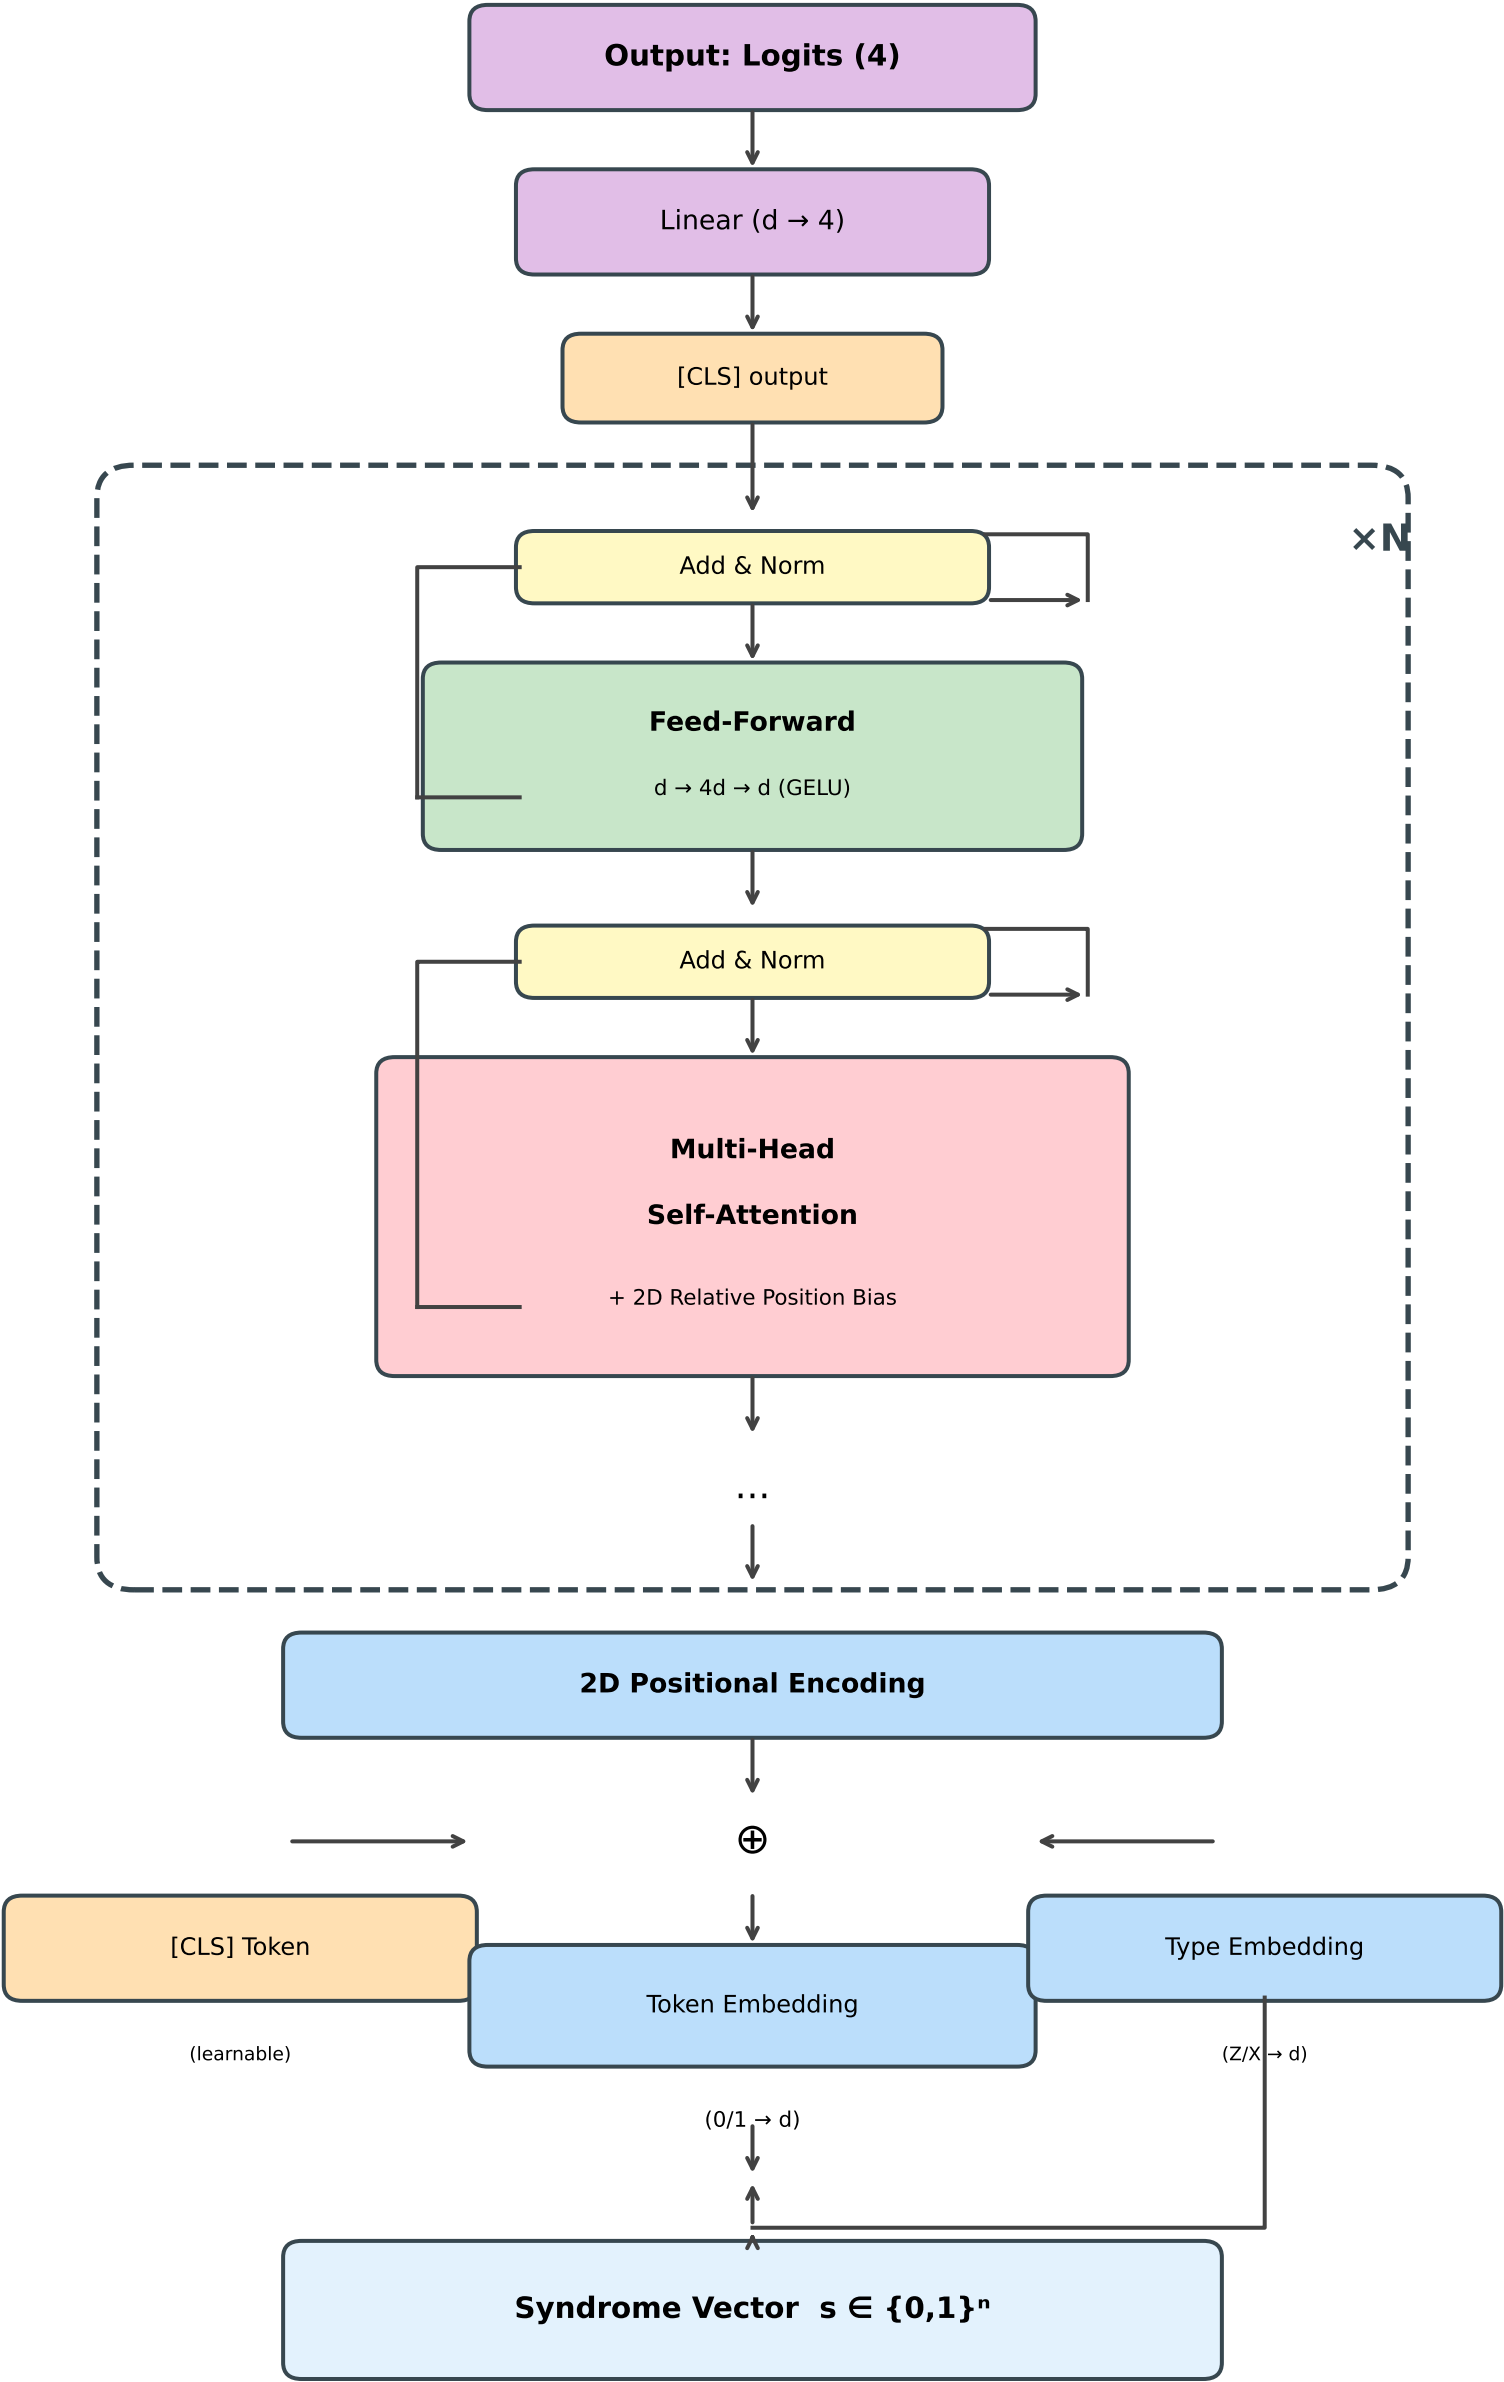 Output: Logits (4)
Linear (d → 4)
[CLS] output
×N
Add & Norm
Feed-Forward
d → 4d → d (GELU)
Add & Norm
Multi-Head
Self-Attention
+ 2D Relative Position Bias
...
2D Positional Encoding
⊕
[CLS] Token
Type Embedding
Token Embedding
(learnable)
(Z/X → d)
(0/1 → d)
Syndrome Vector s ∈ {0,1}ⁿ